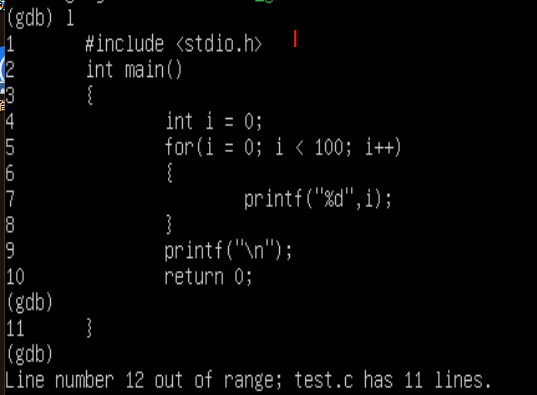 (gdb) l
1 #include <stdio.h>
2 int main()
3 {
4 int i = 0;
5 for(i = 0; i < 100; i++)
6 {
7 printf("%d",i);
8 }
9 printf("\n");
10 return 0;
(gdb)
11 }
(gdb)
Line number 12 out of range; test.c has 11 lines.